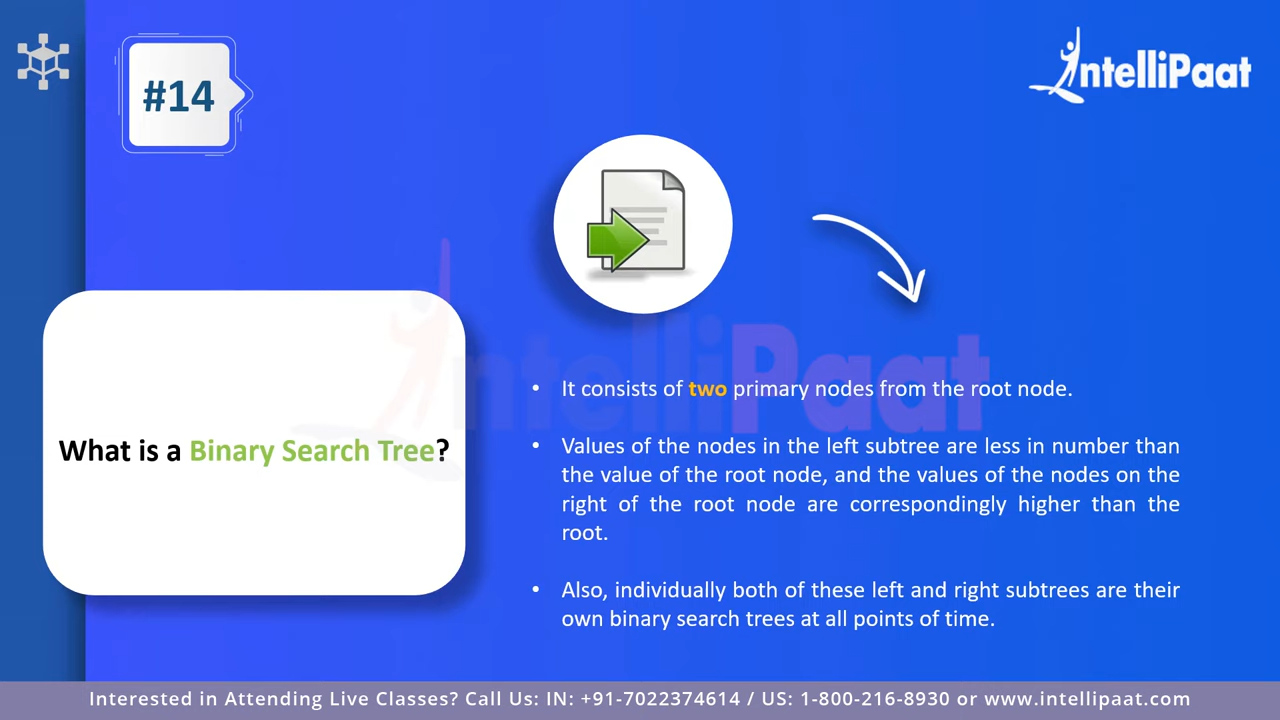 #14
IntelliPaat
What is a Binary Search Tree?
IntelliPaat
• It consists of two primary nodes from the root node.
• Values of the nodes in the left subtree are less in number than
the value of the root node, and the values of the nodes on the
right of the root node are correspondingly higher than the
root.
• Also, individually both of these left and right subtrees are their
own binary search trees at all points of time.
Interested in Attending Live Classes? Call Us: IN: +91-7022374614 / US: 1-800-216-8930 or www.intellipaat.com